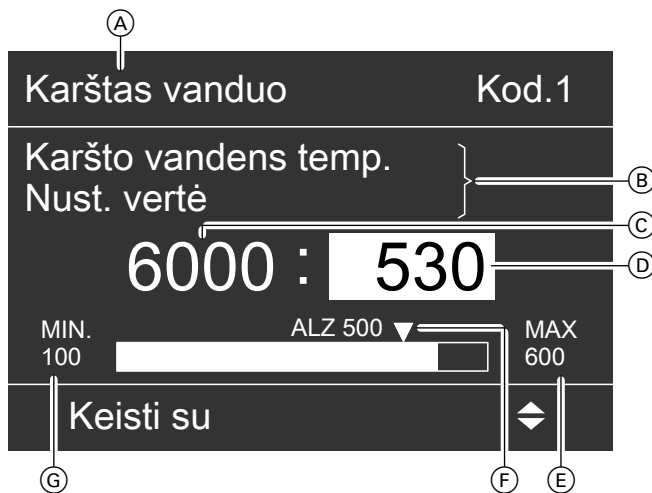 A
Karštas vanduo Kod.1
Karšto vandens temp.
Nust. vertė
B
C
6000 : 530
D
MIN. ALZ 500 MAX
100 600
Keisti su
G F E